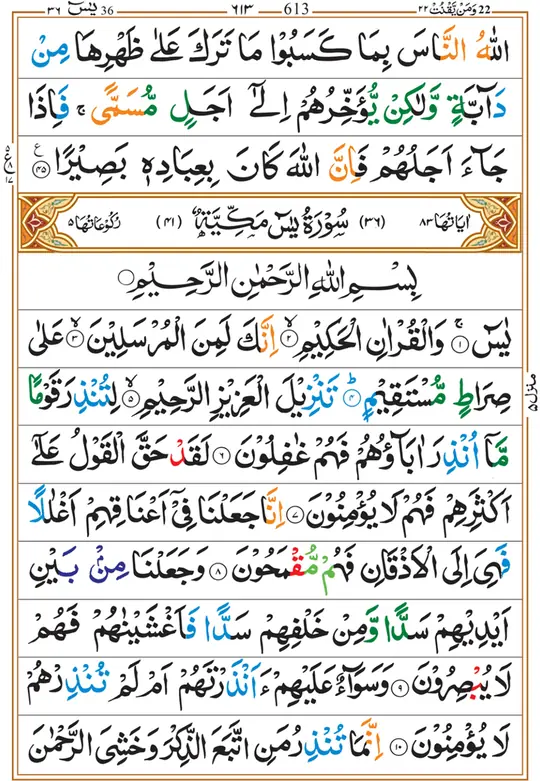 36 يٰسٓ ٣٦ 613 ٦١٣ 22 وَمَنْ يَّقْنُتْ ٢٢
اللّٰهُ النَّاسَ بِمَا كَسَبُوْا مَا تَرَكَ عَلٰى ظَهْرِهَا مِنْ
دَآبَّةٍ وَّلٰكِنْ يُّؤَخِّرُهُمْ اِلٰٓى اَجَلٍ مُّسَمًّى ۚ فَاِذَا
جَآءَ اَجَلُهُمْ فَاِنَّ اللّٰهَ كَانَ بِعِبَادِهٖ بَصِيْرًا ع ٤٥
اٰيَاتُهَا ٨٣ (٣٦) سُوْرَةُ يٰسٓ مَكِّيَّةٌ (٤١) رُكُوْعَاتُهَا ٥
بِسْمِ اللّٰهِ الرَّحْمٰنِ الرَّحِيْمِ
يٰسٓ ١ وَالْقُرْاٰنِ الْحَكِيْمِ ٢ اِنَّكَ لَمِنَ الْمُرْسَلِيْنَ ٣ عَلٰى
صِرَاطٍ مُّسْتَقِيْمٍ ٤ تَنْزِيْلَ الْعَزِيْزِ الرَّحِيْمِ ٥ لِتُنْذِرَ قَوْمًا
مَّآ اُنْذِرَ اٰبَآؤُهُمْ فَهُمْ غٰفِلُوْنَ ٦ لَقَدْ حَقَّ الْقَوْلُ عَلٰٓى
اَكْثَرِهِمْ فَهُمْ لَا يُؤْمِنُوْنَ ٧ اِنَّا جَعَلْنَا فِيْٓ اَعْنَاقِهِمْ اَغْلٰلًا
فَهِيَ اِلَى الْاَذْقَانِ فَهُمْ مُّقْمَحُوْنَ ٨ وَجَعَلْنَا مِنْۢ بَيْنِ
اَيْدِيْهِمْ سَدًّا وَّمِنْ خَلْفِهِمْ سَدًّا فَاَغْشَيْنٰهُمْ فَهُمْ
لَا يُبْصِرُوْنَ ٩ وَسَوَآءٌ عَلَيْهِمْ ءَاَنْذَرْتَهُمْ اَمْ لَمْ تُنْذِرْهُمْ
لَا يُؤْمِنُوْنَ ١٠ اِنَّمَا تُنْذِرُ مَنِ اتَّبَعَ الذِّكْرَ وَخَشِيَ الرَّحْمٰنَ
منزل ٥